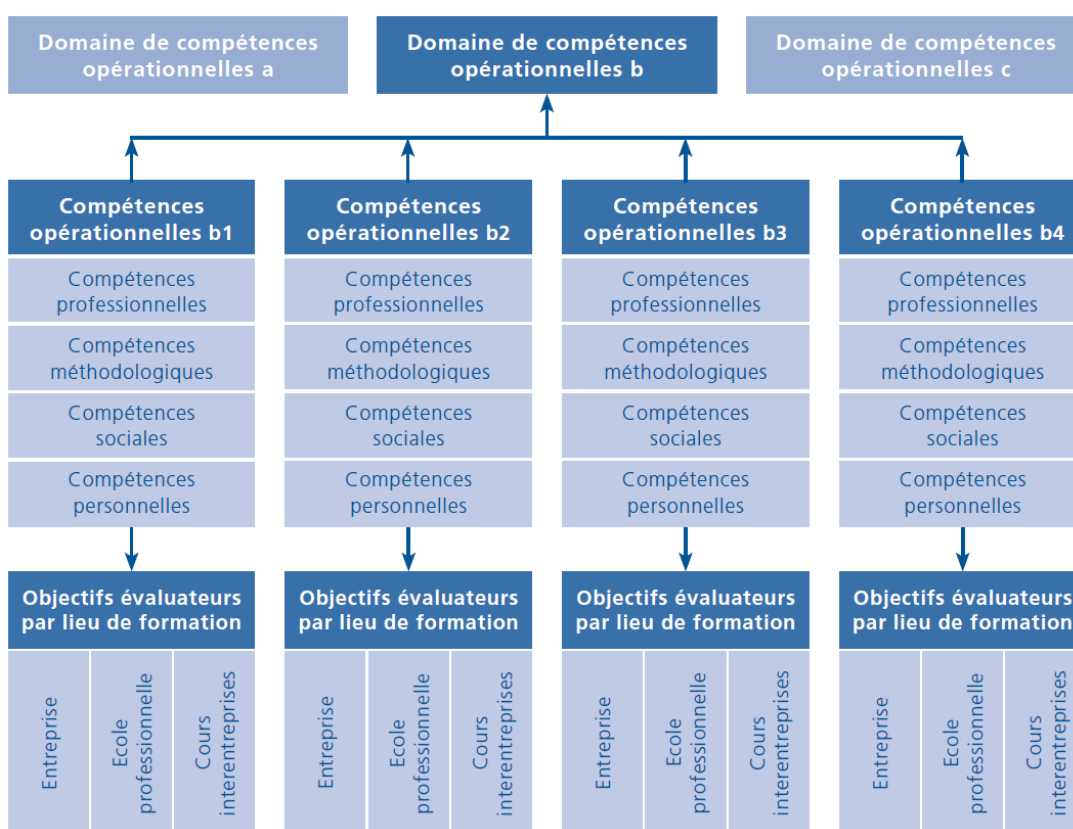 Domaine de compétences
opérationnelles a
Domaine de compétences
opérationnelles b
Domaine de compétences
opérationnelles c
Compétences
opérationnelles b1
Compétences
opérationnelles b2
Compétences
opérationnelles b3
Compétences
opérationnelles b4
Compétences
professionnelles
Compétences
professionnelles
Compétences
professionnelles
Compétences
professionnelles
Compétences
méthodologiques
Compétences
méthodologiques
Compétences
méthodologiques
Compétences
méthodologiques
Compétences
sociales
Compétences
sociales
Compétences
sociales
Compétences
sociales
Compétences
personnelles
Compétences
personnelles
Compétences
personnelles
Compétences
personnelles
Objectifs évaluateurs
par lieu de formation
Objectifs évaluateurs
par lieu de formation
Objectifs évaluateurs
par lieu de formation
Objectifs évaluateurs
par lieu de formation
Entreprise
Ecole
professionnelle
Cours
interentreprises
Entreprise
Ecole
professionnelle
Cours
interentreprises
Entreprise
Ecole
professionnelle
Cours
interentreprises
Entreprise
Ecole
professionnelle
Cours
interentreprises